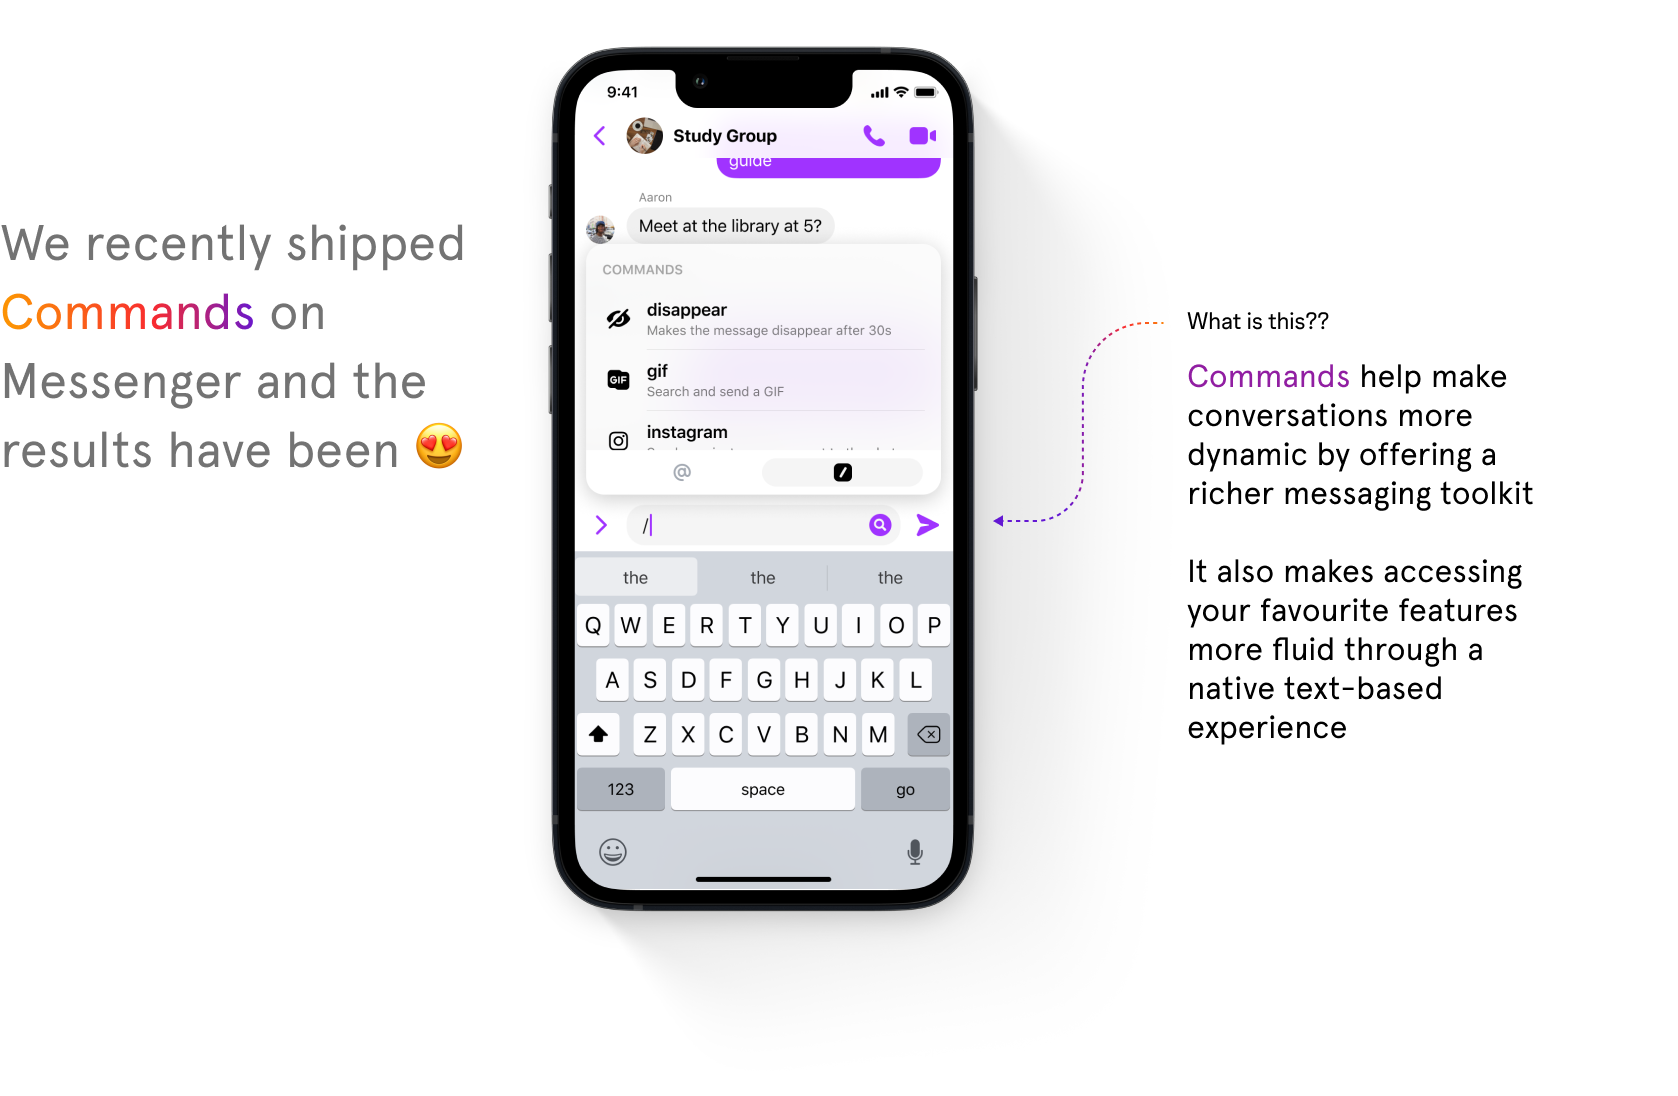 We recently shipped
Commands on
Messenger and the
results have been 😍
9:41
Study Group
guide
Aaron
Meet at the library at 5?
COMMANDS
disappear
Makes the message disappear after 30s
GIF
gif
Search and send a GIF
instagram
@
/
/
the the the
Q W E R T Y U I O P
A S D F G H J K L
Z X C V B N M
123 space go
What is this??
Commands help make
conversations more
dynamic by offering a
richer messaging toolkit
It also makes accessing
your favourite features
more fluid through a
native text-based
experience